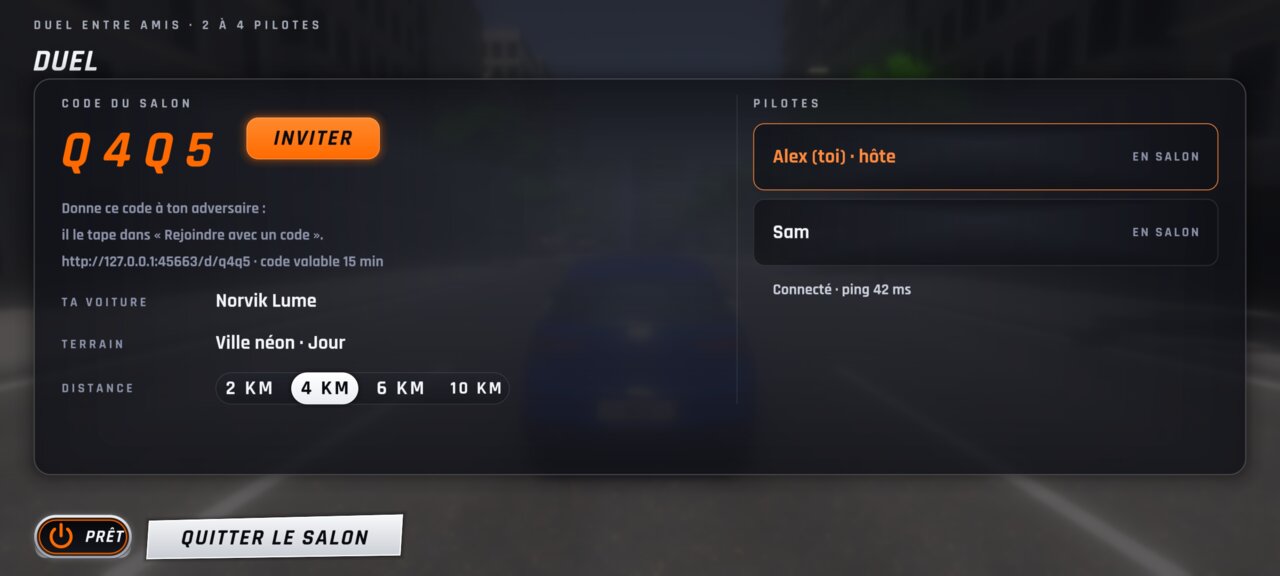 DUEL ENTRE AMIS · 2 À 4 PILOTES
DUEL
CODE DU SALON
Q4Q5
INVITER
Donne ce code à ton adversaire :
il le tape dans « Rejoindre avec un code ».
http://127.0.0.1:45663/d/q4q5 · code valable 15 min
TA VOITURE Norvik Lume
TERRAIN Ville néon · Jour
DISTANCE 2 KM 4 KM 6 KM 10 KM
PILOTES
Alex (toi) · hôte EN SALON
Sam EN SALON
Connecté · ping 42 ms
PRÊT
QUITTER LE SALON